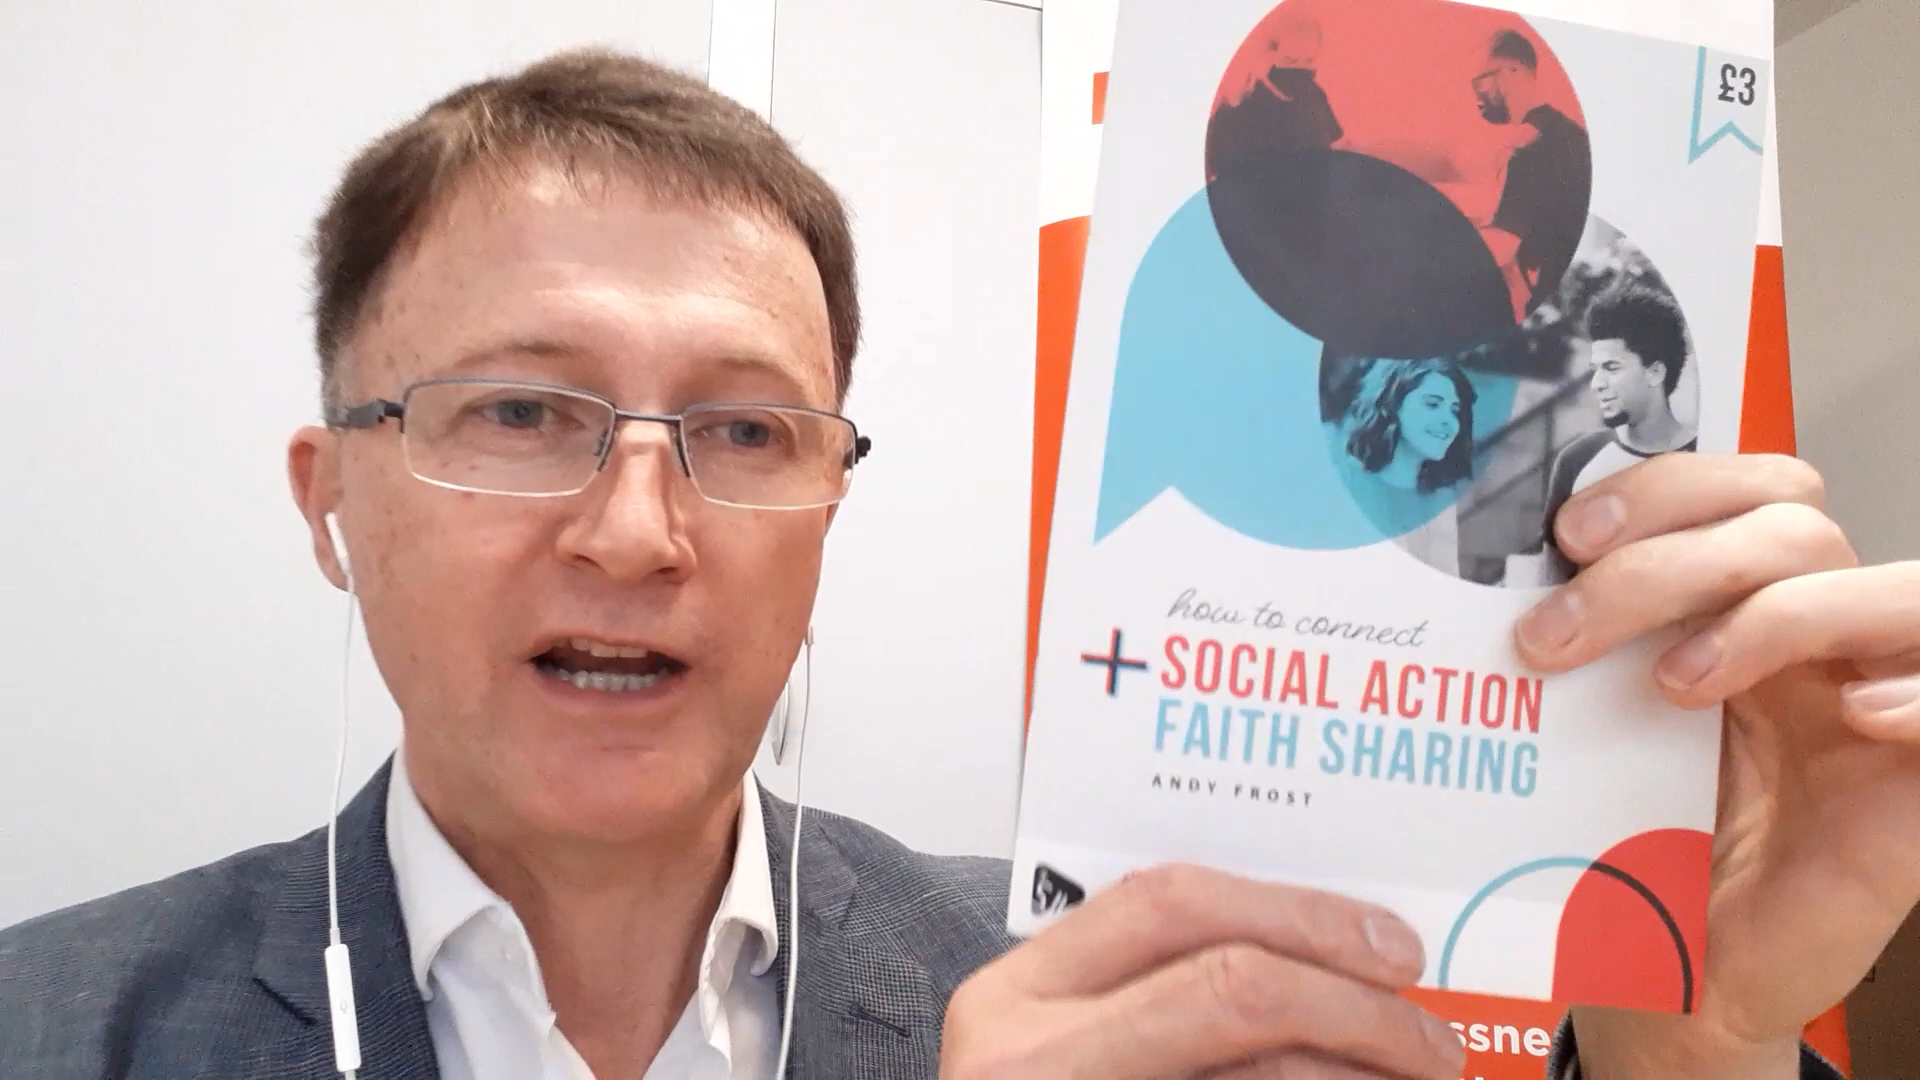 £3
how to connect
SOCIAL ACTION
FAITH SHARING
ANDY FROST
ssne